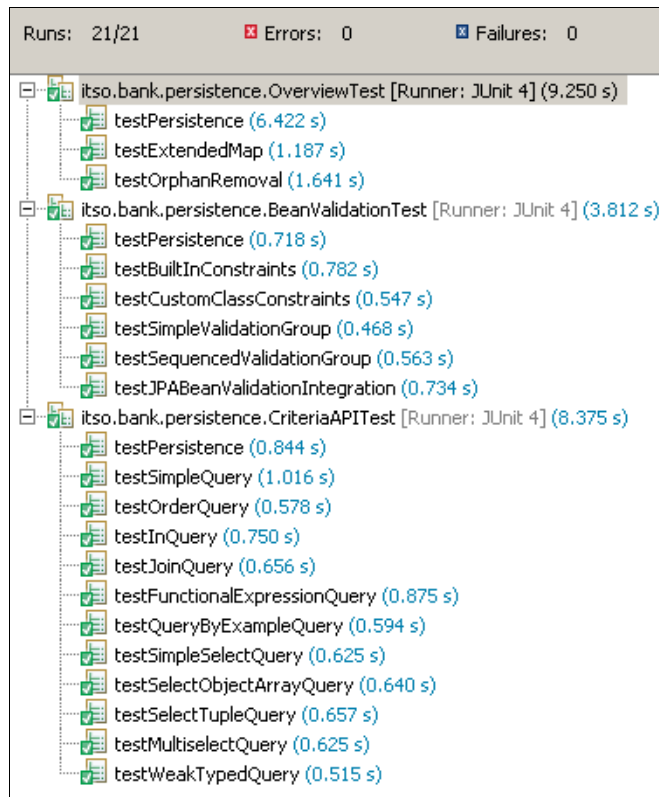 Runs: 21/21 Errors: 0 Failures: 0
itso.bank.persistence.OverviewTest [Runner: JUnit 4] (9.250 s)
testPersistence (6.422 s)
testExtendedMap (1.187 s)
testOrphanRemoval (1.641 s)
itso.bank.persistence.BeanValidationTest [Runner: JUnit 4] (3.812 s)
testPersistence (0.718 s)
testBuiltInConstraints (0.782 s)
testCustomClassConstraints (0.547 s)
testSimpleValidationGroup (0.468 s)
testSequencedValidationGroup (0.563 s)
testJPABeanValidationIntegration (0.734 s)
itso.bank.persistence.CriteriaAPITest [Runner: JUnit 4] (8.375 s)
testPersistence (0.844 s)
testSimpleQuery (1.016 s)
testOrderQuery (0.578 s)
testInQuery (0.750 s)
testJoinQuery (0.656 s)
testFunctionalExpressionQuery (0.875 s)
testQueryByExampleQuery (0.594 s)
testSimpleSelectQuery (0.625 s)
testSelectObjectArrayQuery (0.640 s)
testSelectTupleQuery (0.657 s)
testMultiselectQuery (0.625 s)
testWeakTypedQuery (0.515 s)